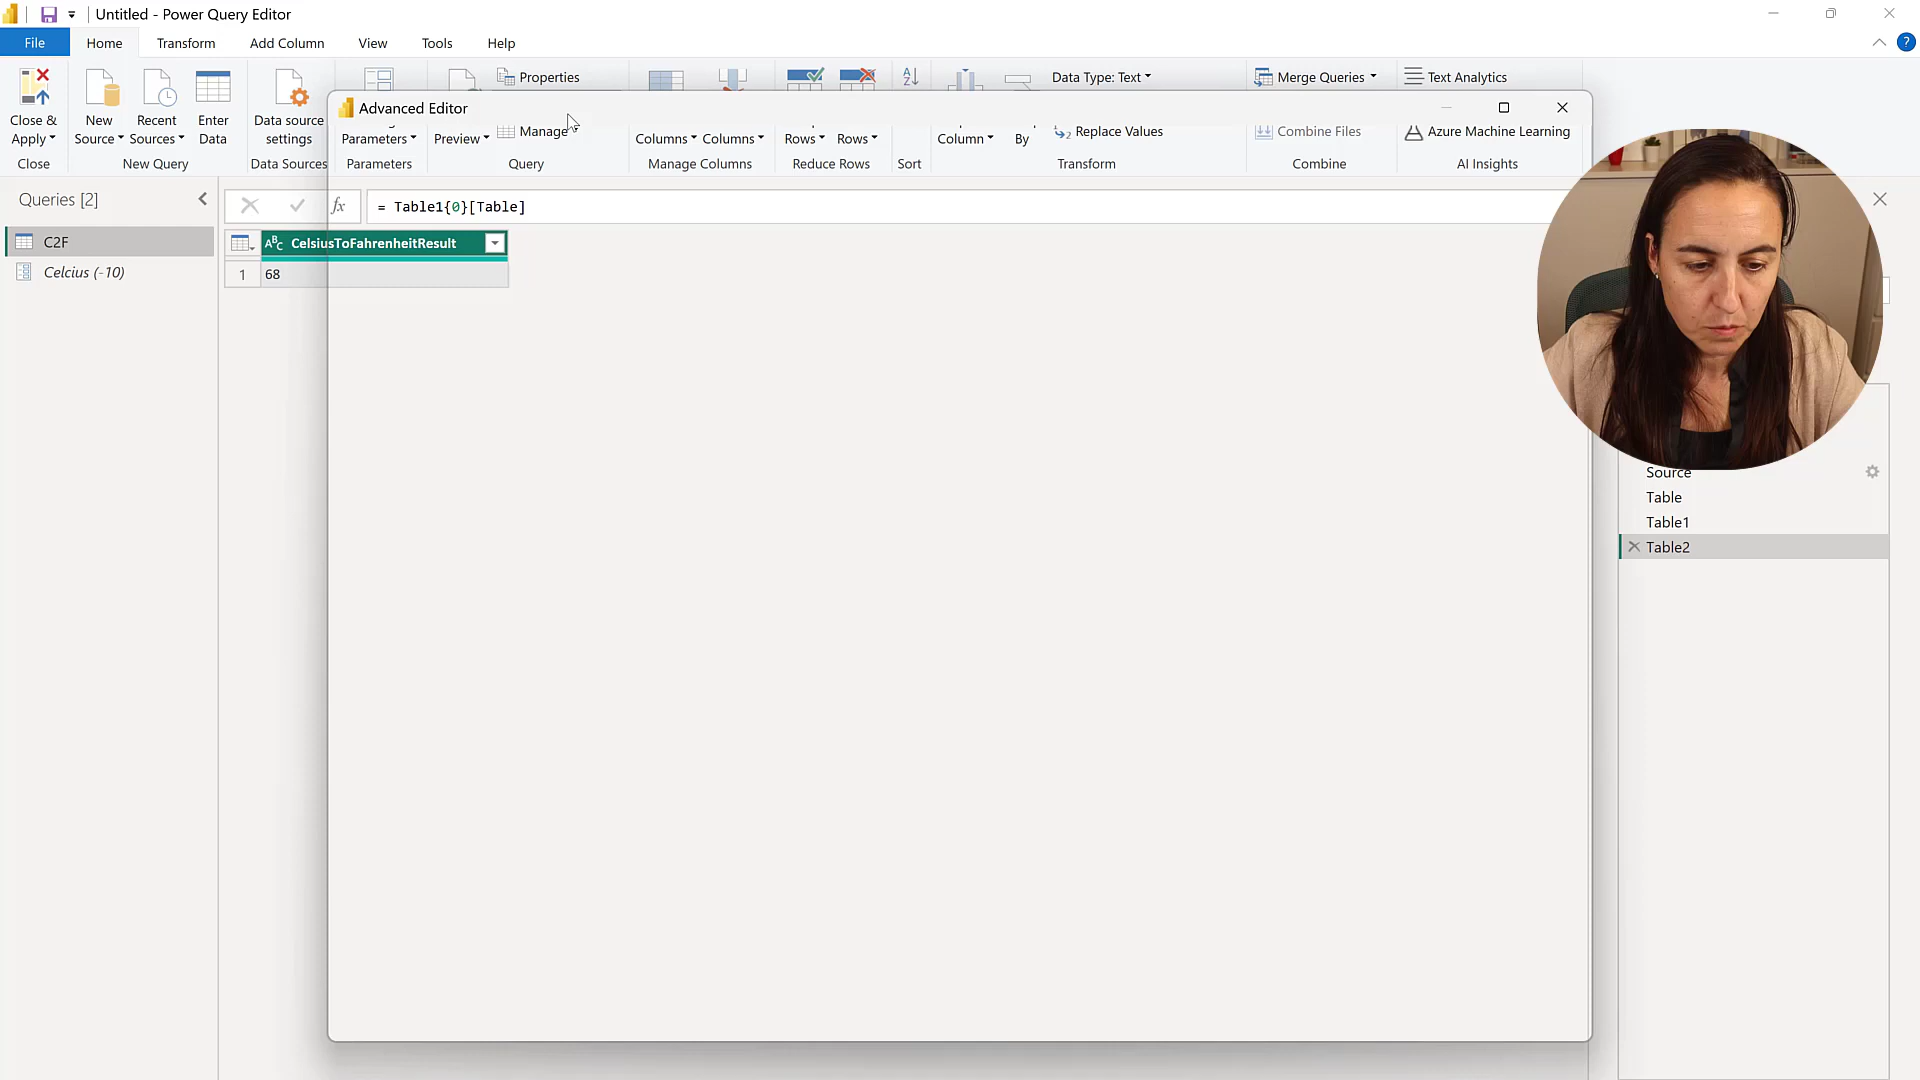 Untitled - Power Query Editor
File Home Transform Add Column View Tools Help
Close & Apply
Close
New Source
Recent Sources
Enter Data
New Query
Data source settings
Data Sources
Parameters
Parameters
Preview
Properties
Manage
Query
Columns
Columns
Manage Columns
Rows
Rows
Reduce Rows
Sort
Column
By
Data Type: Text
Replace Values
Transform
Merge Queries
Combine Files
Combine
Text Analytics
Azure Machine Learning
AI Insights
Advanced Editor
Queries [2]
C2F
Celcius (-10)
fx = Table1{0}[Table]
ABC CelsiusToFahrenheitResult
1 68
Source
Table
Table1
Table2